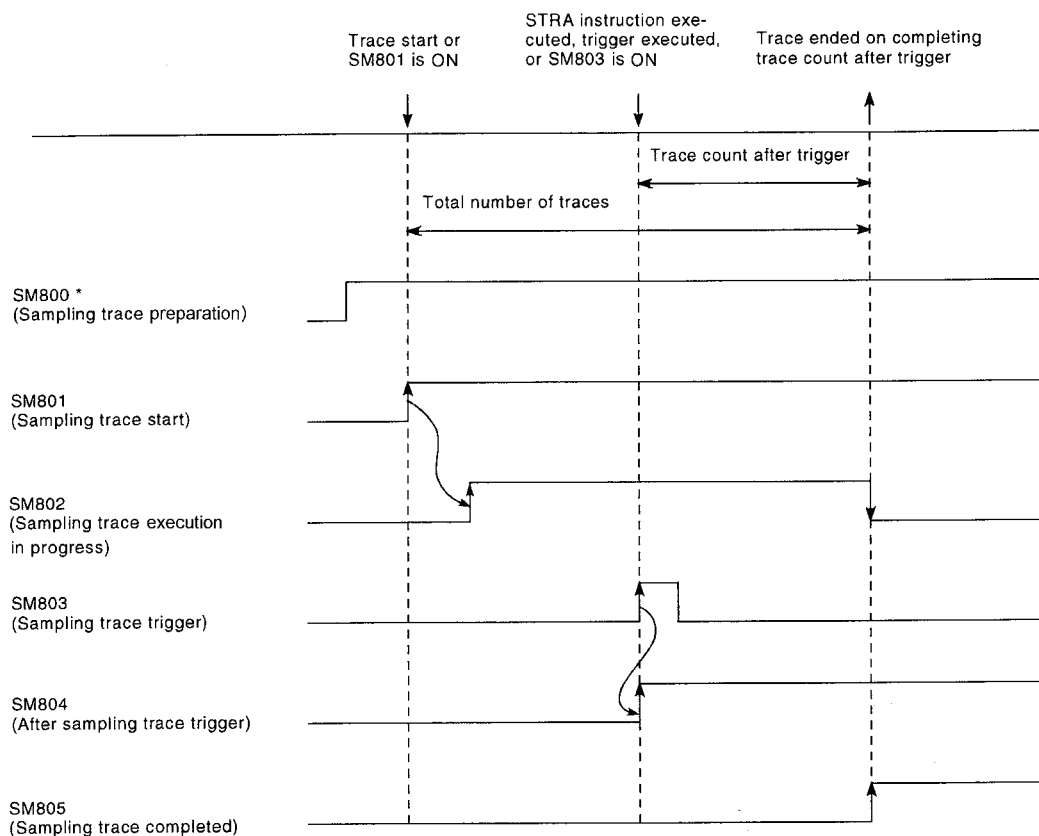 Trace start or
SM801 is ON
STRA instruction exe-
cuted, trigger executed,
or SM803 is ON
Trace ended on completing
trace count after trigger
Trace count after trigger
Total number of traces
SM800 *
(Sampling trace preparation)
SM801
(Sampling trace start)
SM802
(Sampling trace execution
in progress)
SM803
(Sampling trace trigger)
SM804
(After sampling trace trigger)
SM805
(Sampling trace completed)